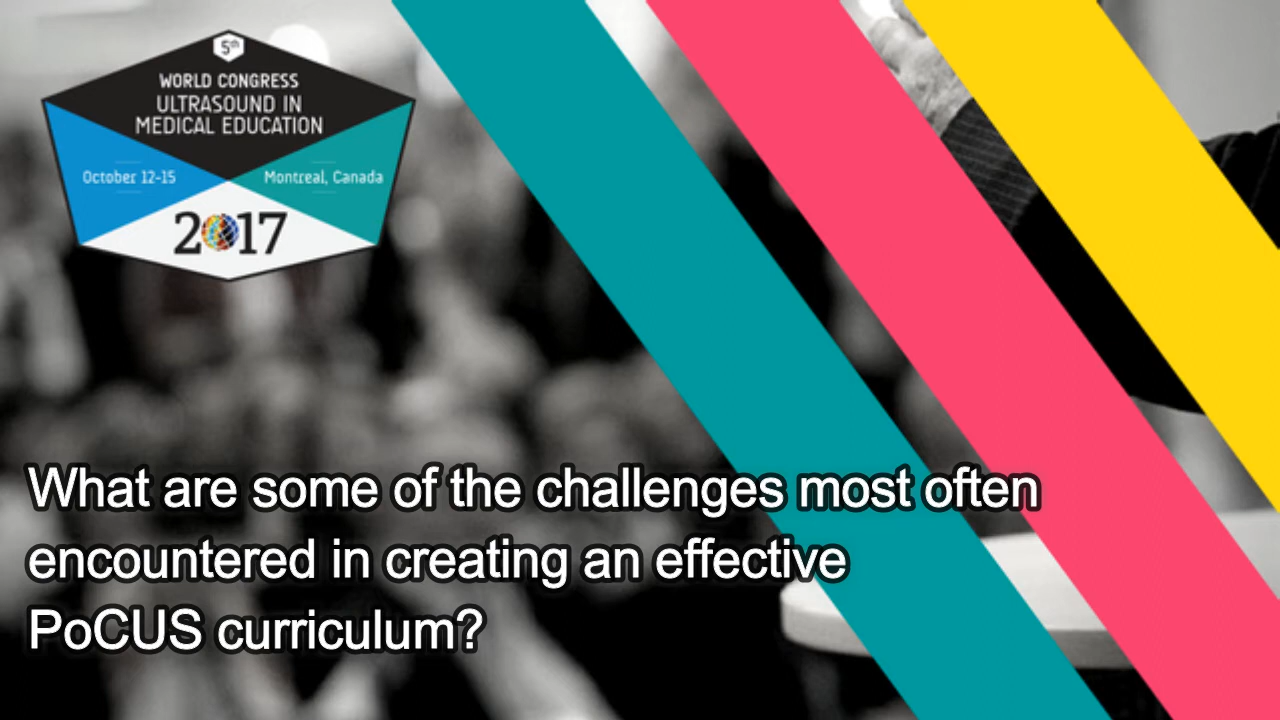 5th
WORLD CONGRESS
ULTRASOUND IN
MEDICAL EDUCATION
October 12-15
Montreal, Canada
2017
What are some of the challenges most often
encountered in creating an effective
PoCUS curriculum?